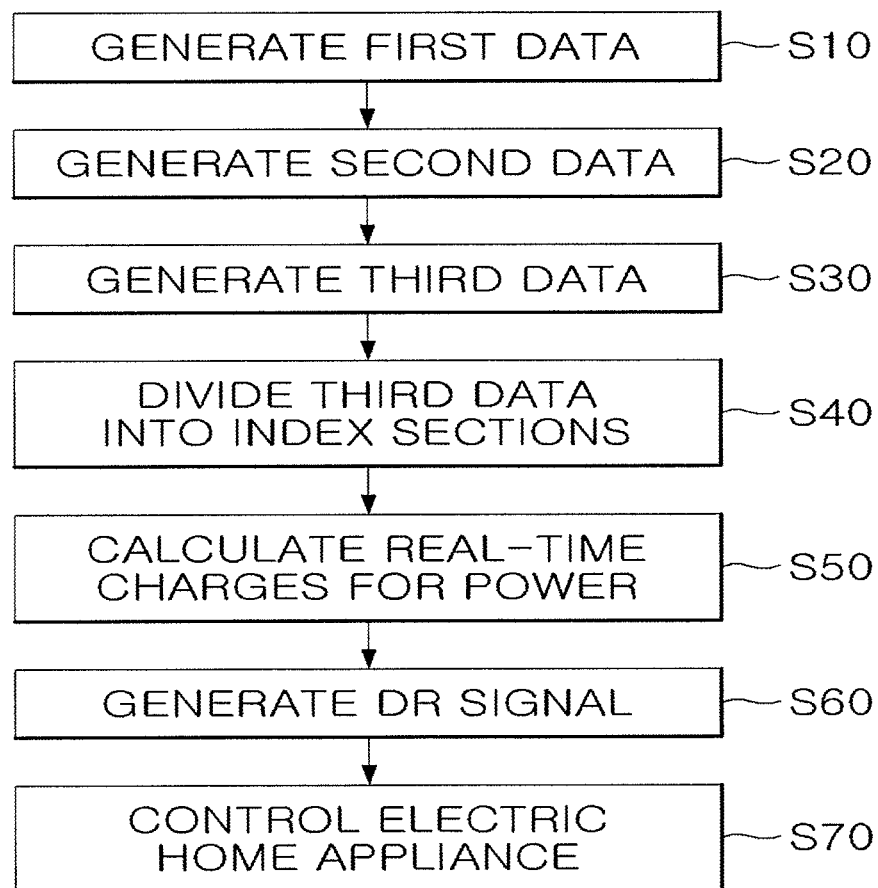 GENERATE FIRST DATA S10
GENERATE SECOND DATA S20
GENERATE THIRD DATA S30
DIVIDE THIRD DATA
INTO INDEX SECTIONS
S40
CALCULATE REAL-TIME
CHARGES FOR POWER
S50
GENERATE DR SIGNAL S60
CONTROL ELECTRIC
HOME APPLIANCE
S70